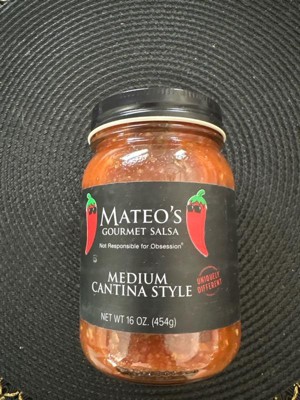 MATEO'S
GOURMET SALSA
Not Responsible for Obsession®
MEDIUM
CANTINA STYLE
UNIQUELY
DIFFERENT
NET WT 16 OZ. (454g)